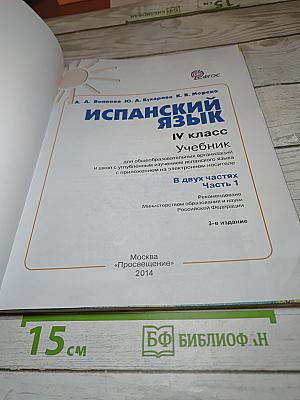 ФГОС
А. А. Воинова Ю. А. Бухарова К. В. Морено
ИСПАНСКИЙ
ЯЗЫК
IV класс
Учебник
для общеобразовательных организаций
и школ с углублённым изучением испанского языка
с приложением на электронном носителе
В двух частях
Часть 1
Рекомендовано
Министерством образования и науки
Российской Федерации
3-е издание
Москва
«Просвещение»
2014
15 см
БФ БИБЛИОФ Н